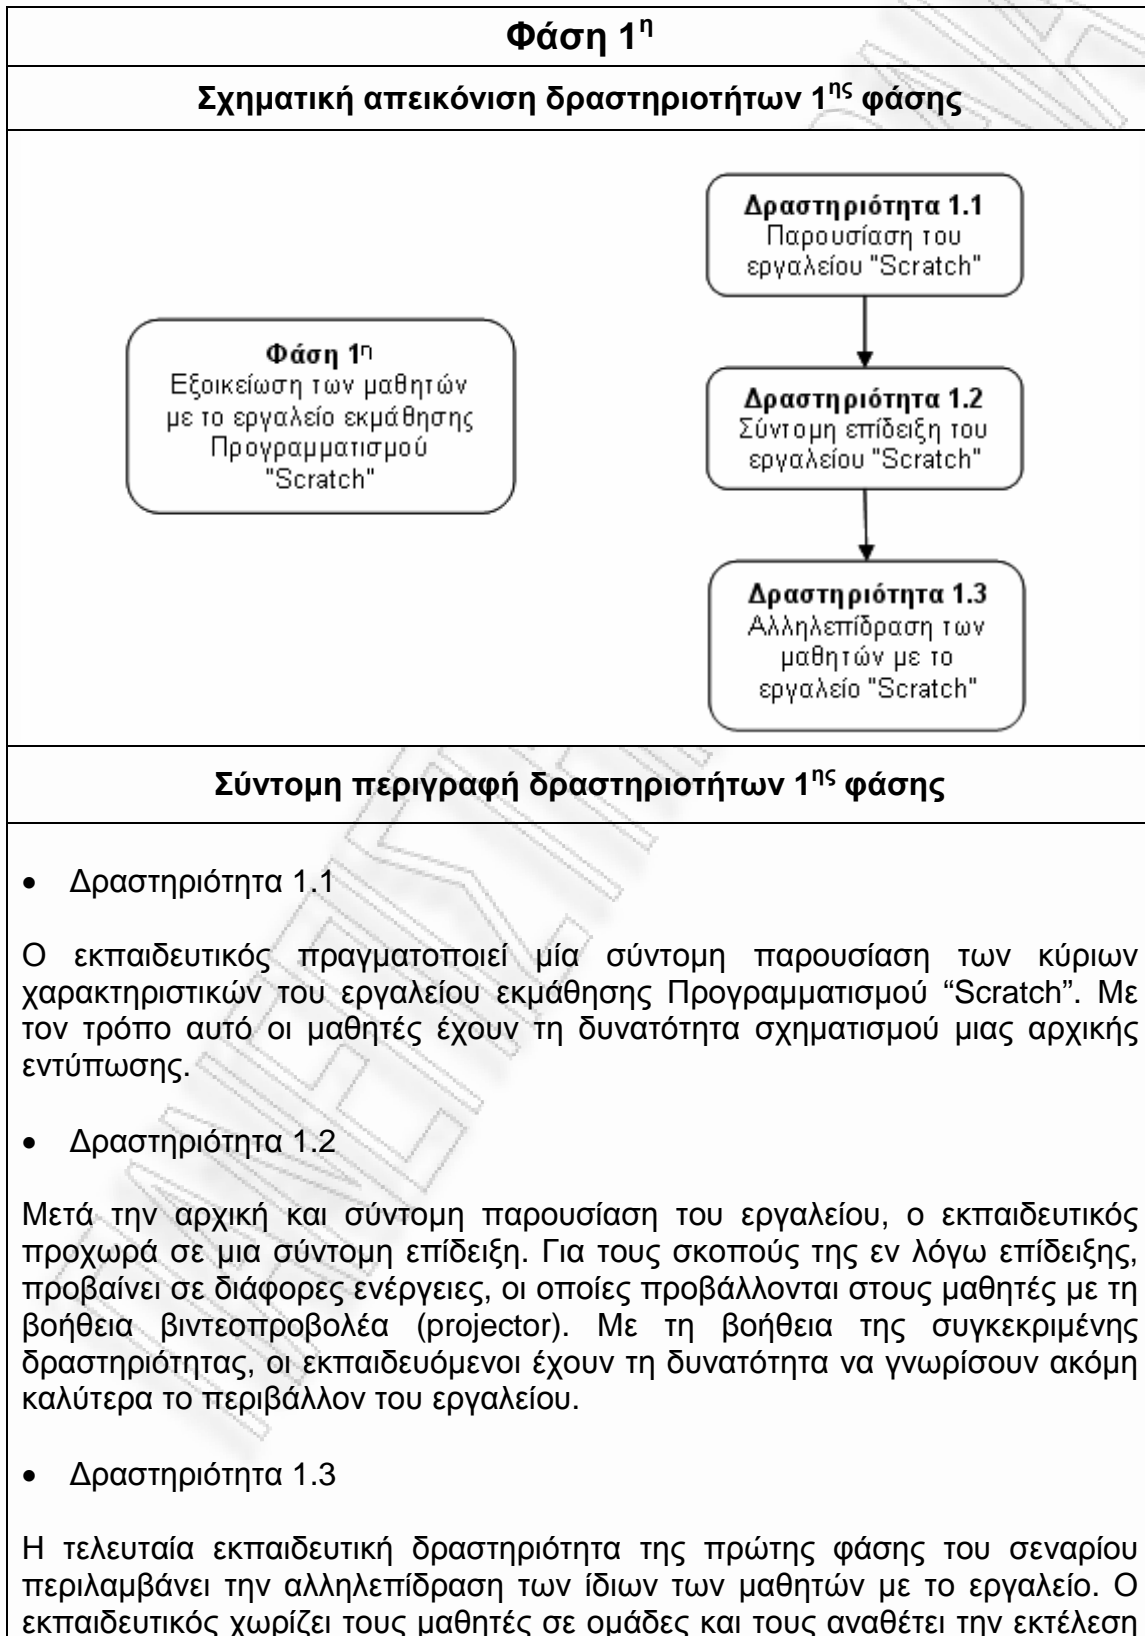 Φάση 1η
Σχηματική απεικόνιση δραστηριοτήτων 1ης φάσης
Φάση 1η
Εξοικείωση των μαθητών
με το εργαλείο εκμάθησης
Προγραμματισμού
"Scratch"
Δραστηριότητα 1.1
Παρουσίαση του
εργαλείου "Scratch"
Δραστηριότητα 1.2
Σύντομη επίδειξη του
εργαλείου "Scratch"
Δραστηριότητα 1.3
Αλληλεπίδραση των
μαθητών με το
εργαλείο "Scratch"
Σύντομη περιγραφή δραστηριοτήτων 1ης φάσης
• Δραστηριότητα 1.1
Ο εκπαιδευτικός πραγματοποιεί μία σύντομη παρουσίαση των κύριων
χαρακτηριστικών του εργαλείου εκμάθησης Προγραμματισμού “Scratch”. Με
τον τρόπο αυτό οι μαθητές έχουν τη δυνατότητα σχηματισμού μιας αρχικής
εντύπωσης.
• Δραστηριότητα 1.2
Μετά την αρχική και σύντομη παρουσίαση του εργαλείου, ο εκπαιδευτικός
προχωρά σε μια σύντομη επίδειξη. Για τους σκοπούς της εν λόγω επίδειξης,
προβαίνει σε διάφορες ενέργειες, οι οποίες προβάλλονται στους μαθητές με τη
βοήθεια βιντεοπροβολέα (projector). Με τη βοήθεια της συγκεκριμένης
δραστηριότητας, οι εκπαιδευόμενοι έχουν τη δυνατότητα να γνωρίσουν ακόμη
καλύτερα το περιβάλλον του εργαλείου.
• Δραστηριότητα 1.3
Η τελευταία εκπαιδευτική δραστηριότητα της πρώτης φάσης του σεναρίου
περιλαμβάνει την αλληλεπίδραση των ίδιων των μαθητών με το εργαλείο. Ο
εκπαιδευτικός χωρίζει τους μαθητές σε ομάδες και τους αναθέτει την εκτέλεση